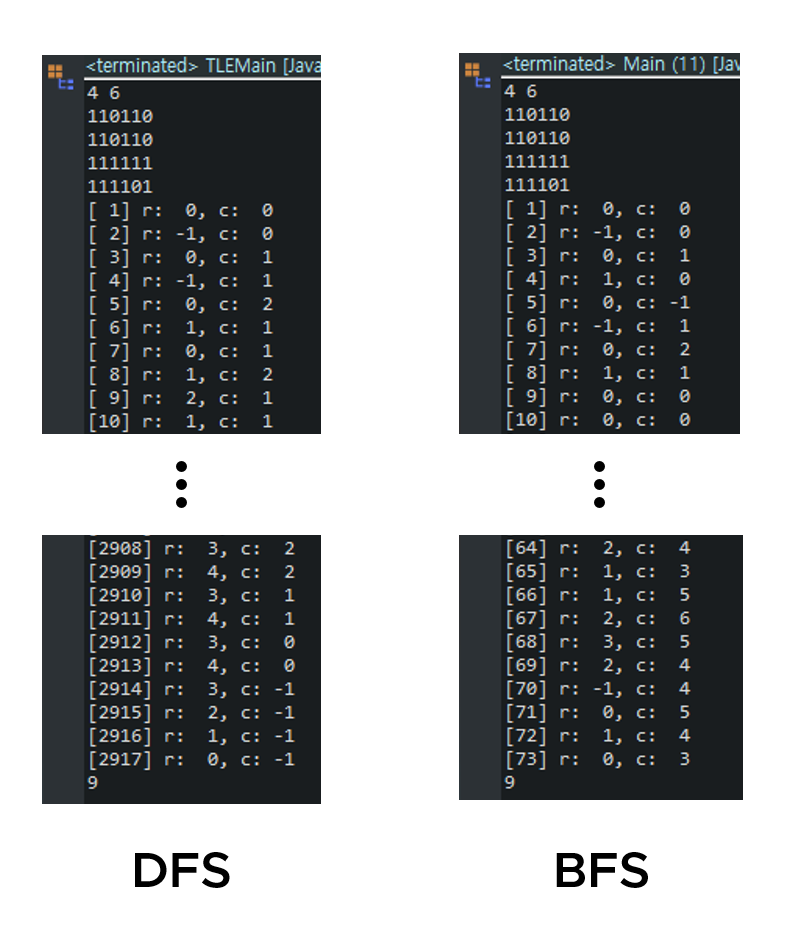 <terminated> TLEMain [Java
4 6
110110
110110
111111
111101
[ 1] r:  0, c:  0
[ 2] r: -1, c:  0
[ 3] r:  0, c:  1
[ 4] r: -1, c:  1
[ 5] r:  0, c:  2
[ 6] r:  1, c:  1
[ 7] r:  0, c:  1
[ 8] r:  1, c:  2
[ 9] r:  2, c:  1
[10] r:  1, c:  1
[2908] r:  3, c:  2
[2909] r:  4, c:  2
[2910] r:  3, c:  1
[2911] r:  4, c:  1
[2912] r:  3, c:  0
[2913] r:  4, c:  0
[2914] r:  3, c: -1
[2915] r:  2, c: -1
[2916] r:  1, c: -1
[2917] r:  0, c: -1
9
DFS
<terminated> Main (11) [Jav
4 6
110110
110110
111111
111101
[ 1] r:  0, c:  0
[ 2] r: -1, c:  0
[ 3] r:  0, c:  1
[ 4] r:  1, c:  0
[ 5] r:  0, c: -1
[ 6] r: -1, c:  1
[ 7] r:  0, c:  2
[ 8] r:  1, c:  1
[ 9] r:  0, c:  0
[10] r:  0, c:  0
[64] r:  2, c:  4
[65] r:  1, c:  3
[66] r:  1, c:  5
[67] r:  2, c:  6
[68] r:  3, c:  5
[69] r:  2, c:  4
[70] r: -1, c:  4
[71] r:  0, c:  5
[72] r:  1, c:  4
[73] r:  0, c:  3
9
BFS